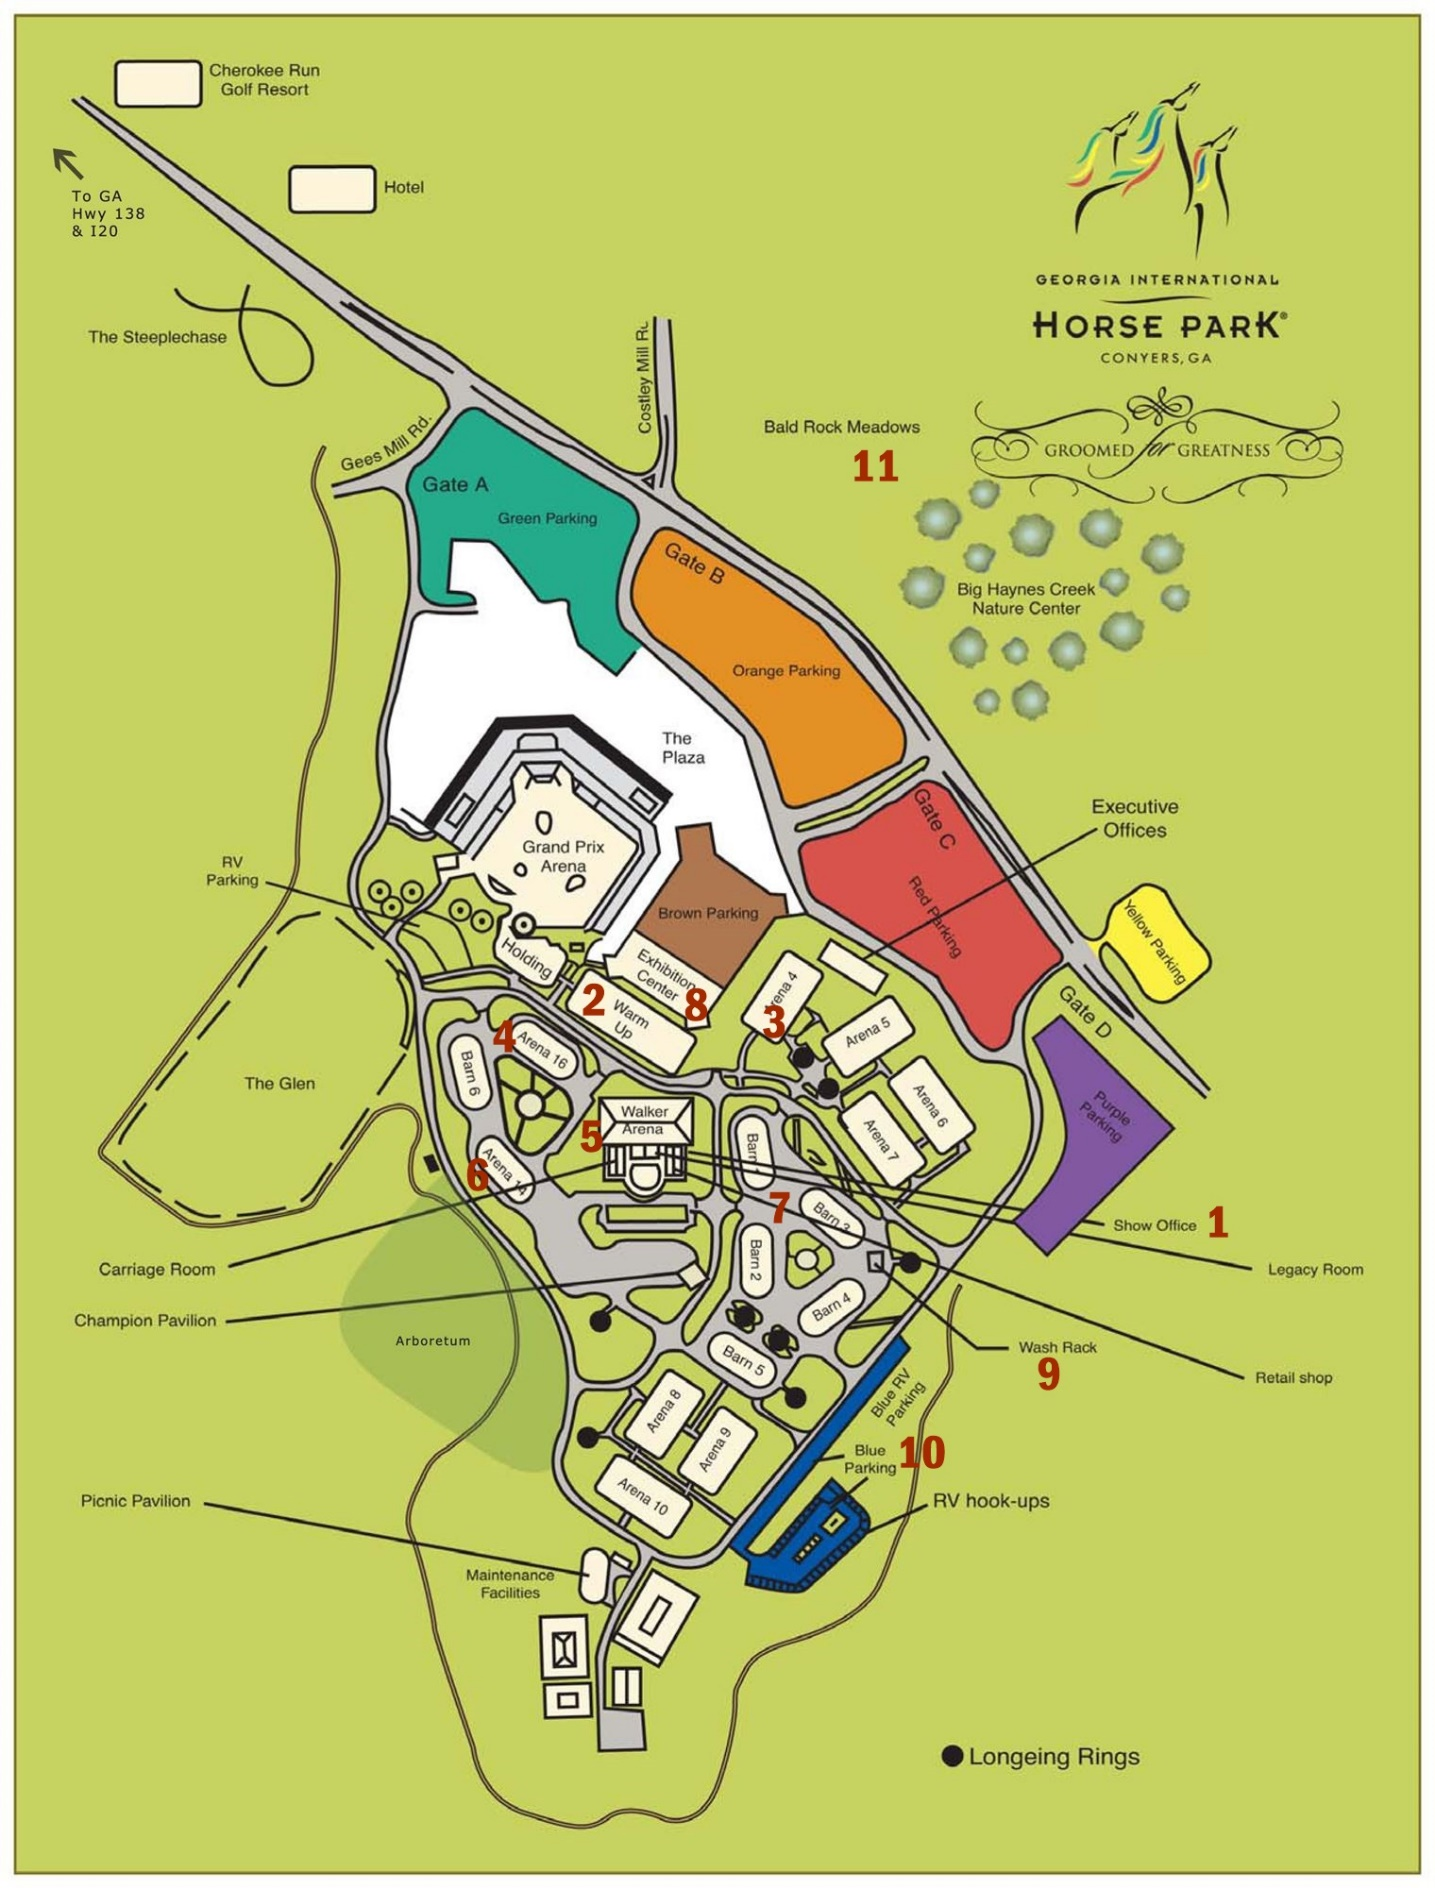 Cherokee Run
Golf Resort
To GA
Hwy 138
& I20
Hotel
GEORGIA INTERNATIONAL
HORSE PARK®
CONYERS, GA
GROOMED for GREATNESS
The Steeplechase
Costley Mill
Gees Mill Rd.
Bald Rock Meadows
11
Gate A
Green Parking
Gate B
Orange Parking
Big Haynes Creek
Nature Center
The
Plaza
Gate C
Red Parking
Executive
Offices
Grand Prix
Arena
RV
Parking
Brown Parking
Yellow Parking
Holding
Exhibition
Center
8
2
Warm
Up
Arena 4
3
Arena 5
Gate D
4
Arena 16
Barn 6
The Glen
Arena 6
Arena 7
Purple
Parking
Walker
Arena
5
Barn 1
6
Arena 14
7
Barn 3
Show Office
1
Legacy Room
Carriage Room
Barn 2
Champion Pavilion
Barn 4
Arboretum
Barn 5
Wash Rack
9
Retail shop
Arena 8
Arena 9
Blue RV
Parking
Blue
Parking
10
Arena 10
Picnic Pavilion
RV hook-ups
Maintenance
Facilities
Longeing Rings